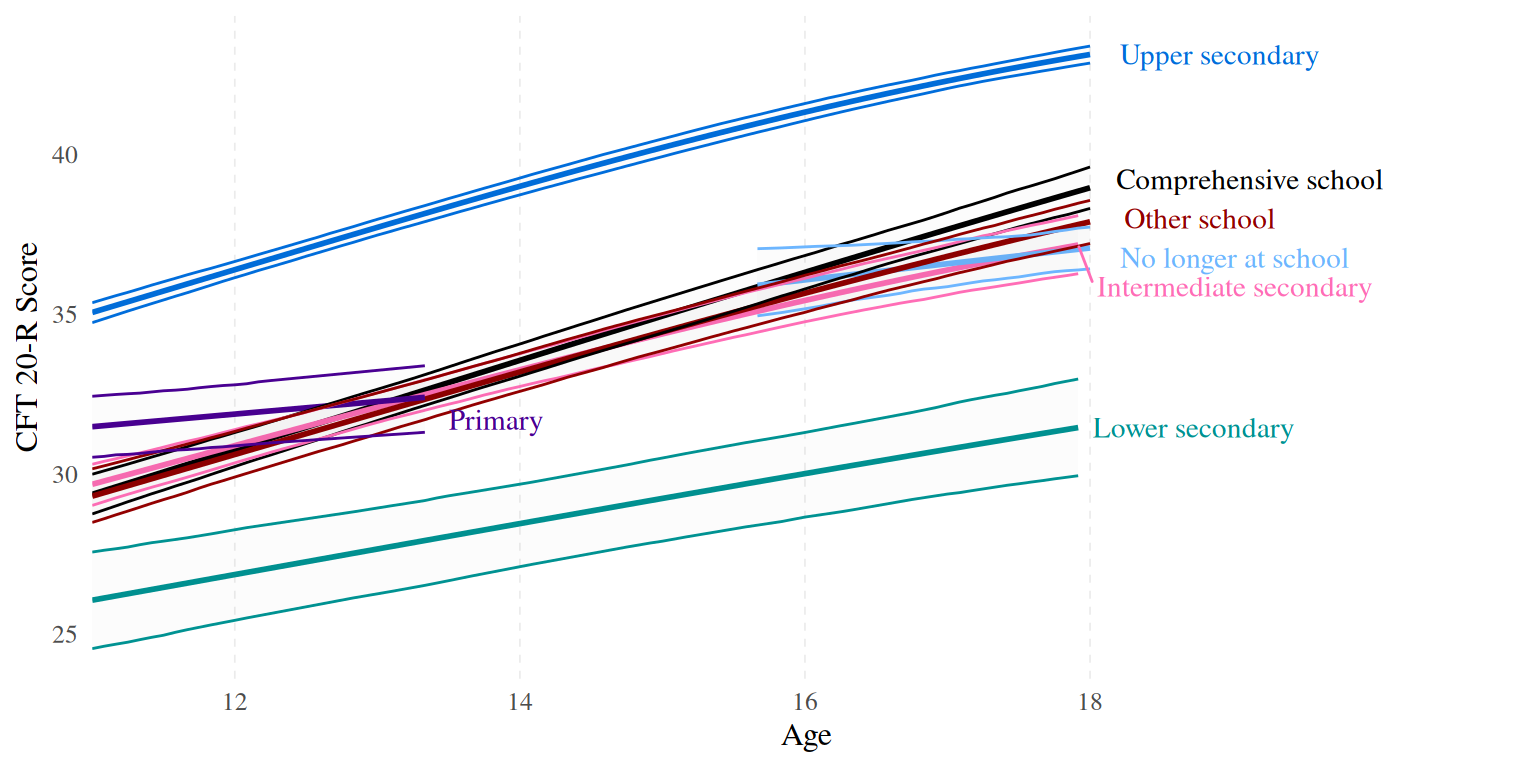 Upper secondary
40
Comprehensive school
Other school
No longer at school
Intermediate secondary
35
CFT 20-R Score
Primary
Lower secondary
30
25
12
14
16
18
Age